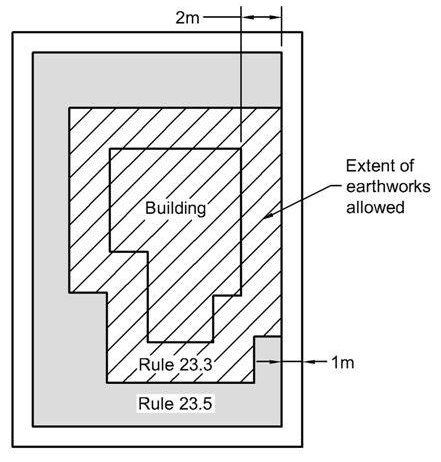 2m
Building
Extent of
earthworks
allowed
Rule 23.3
1m
Rule 23.5